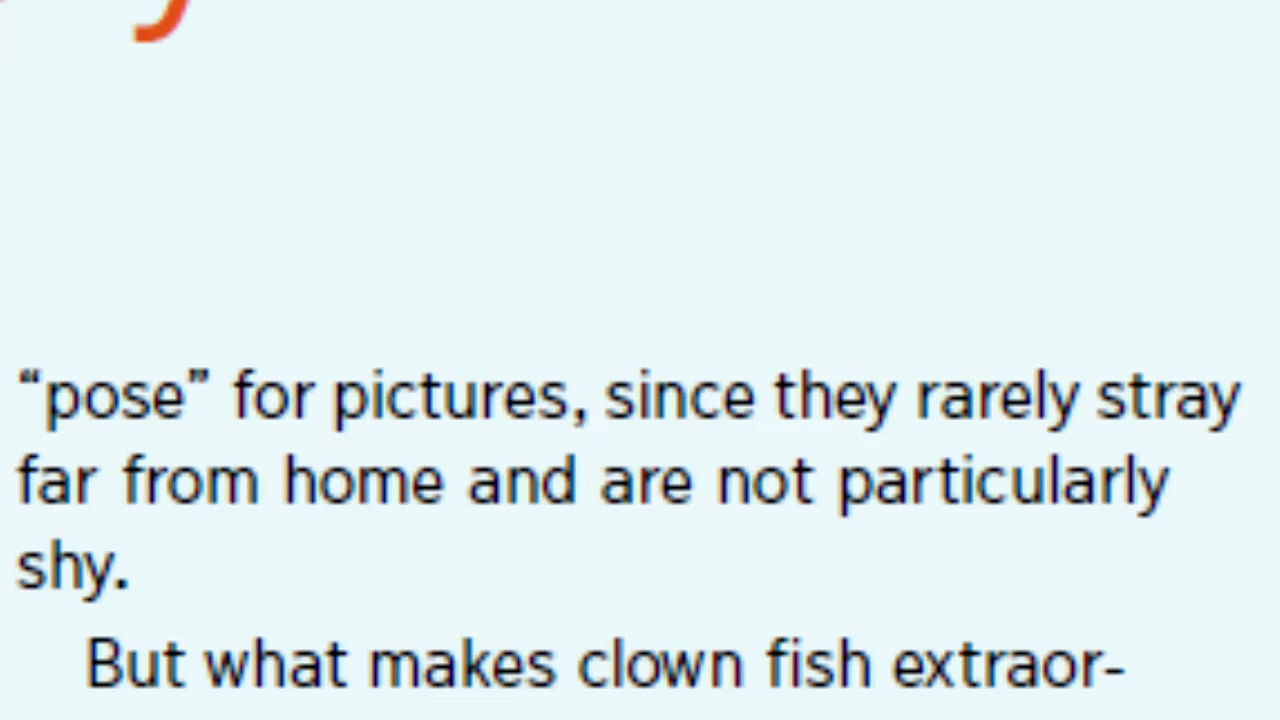 “pose” for pictures, since they rarely stray
far from home and are not particularly
shy.
But what makes clown fish extraor-